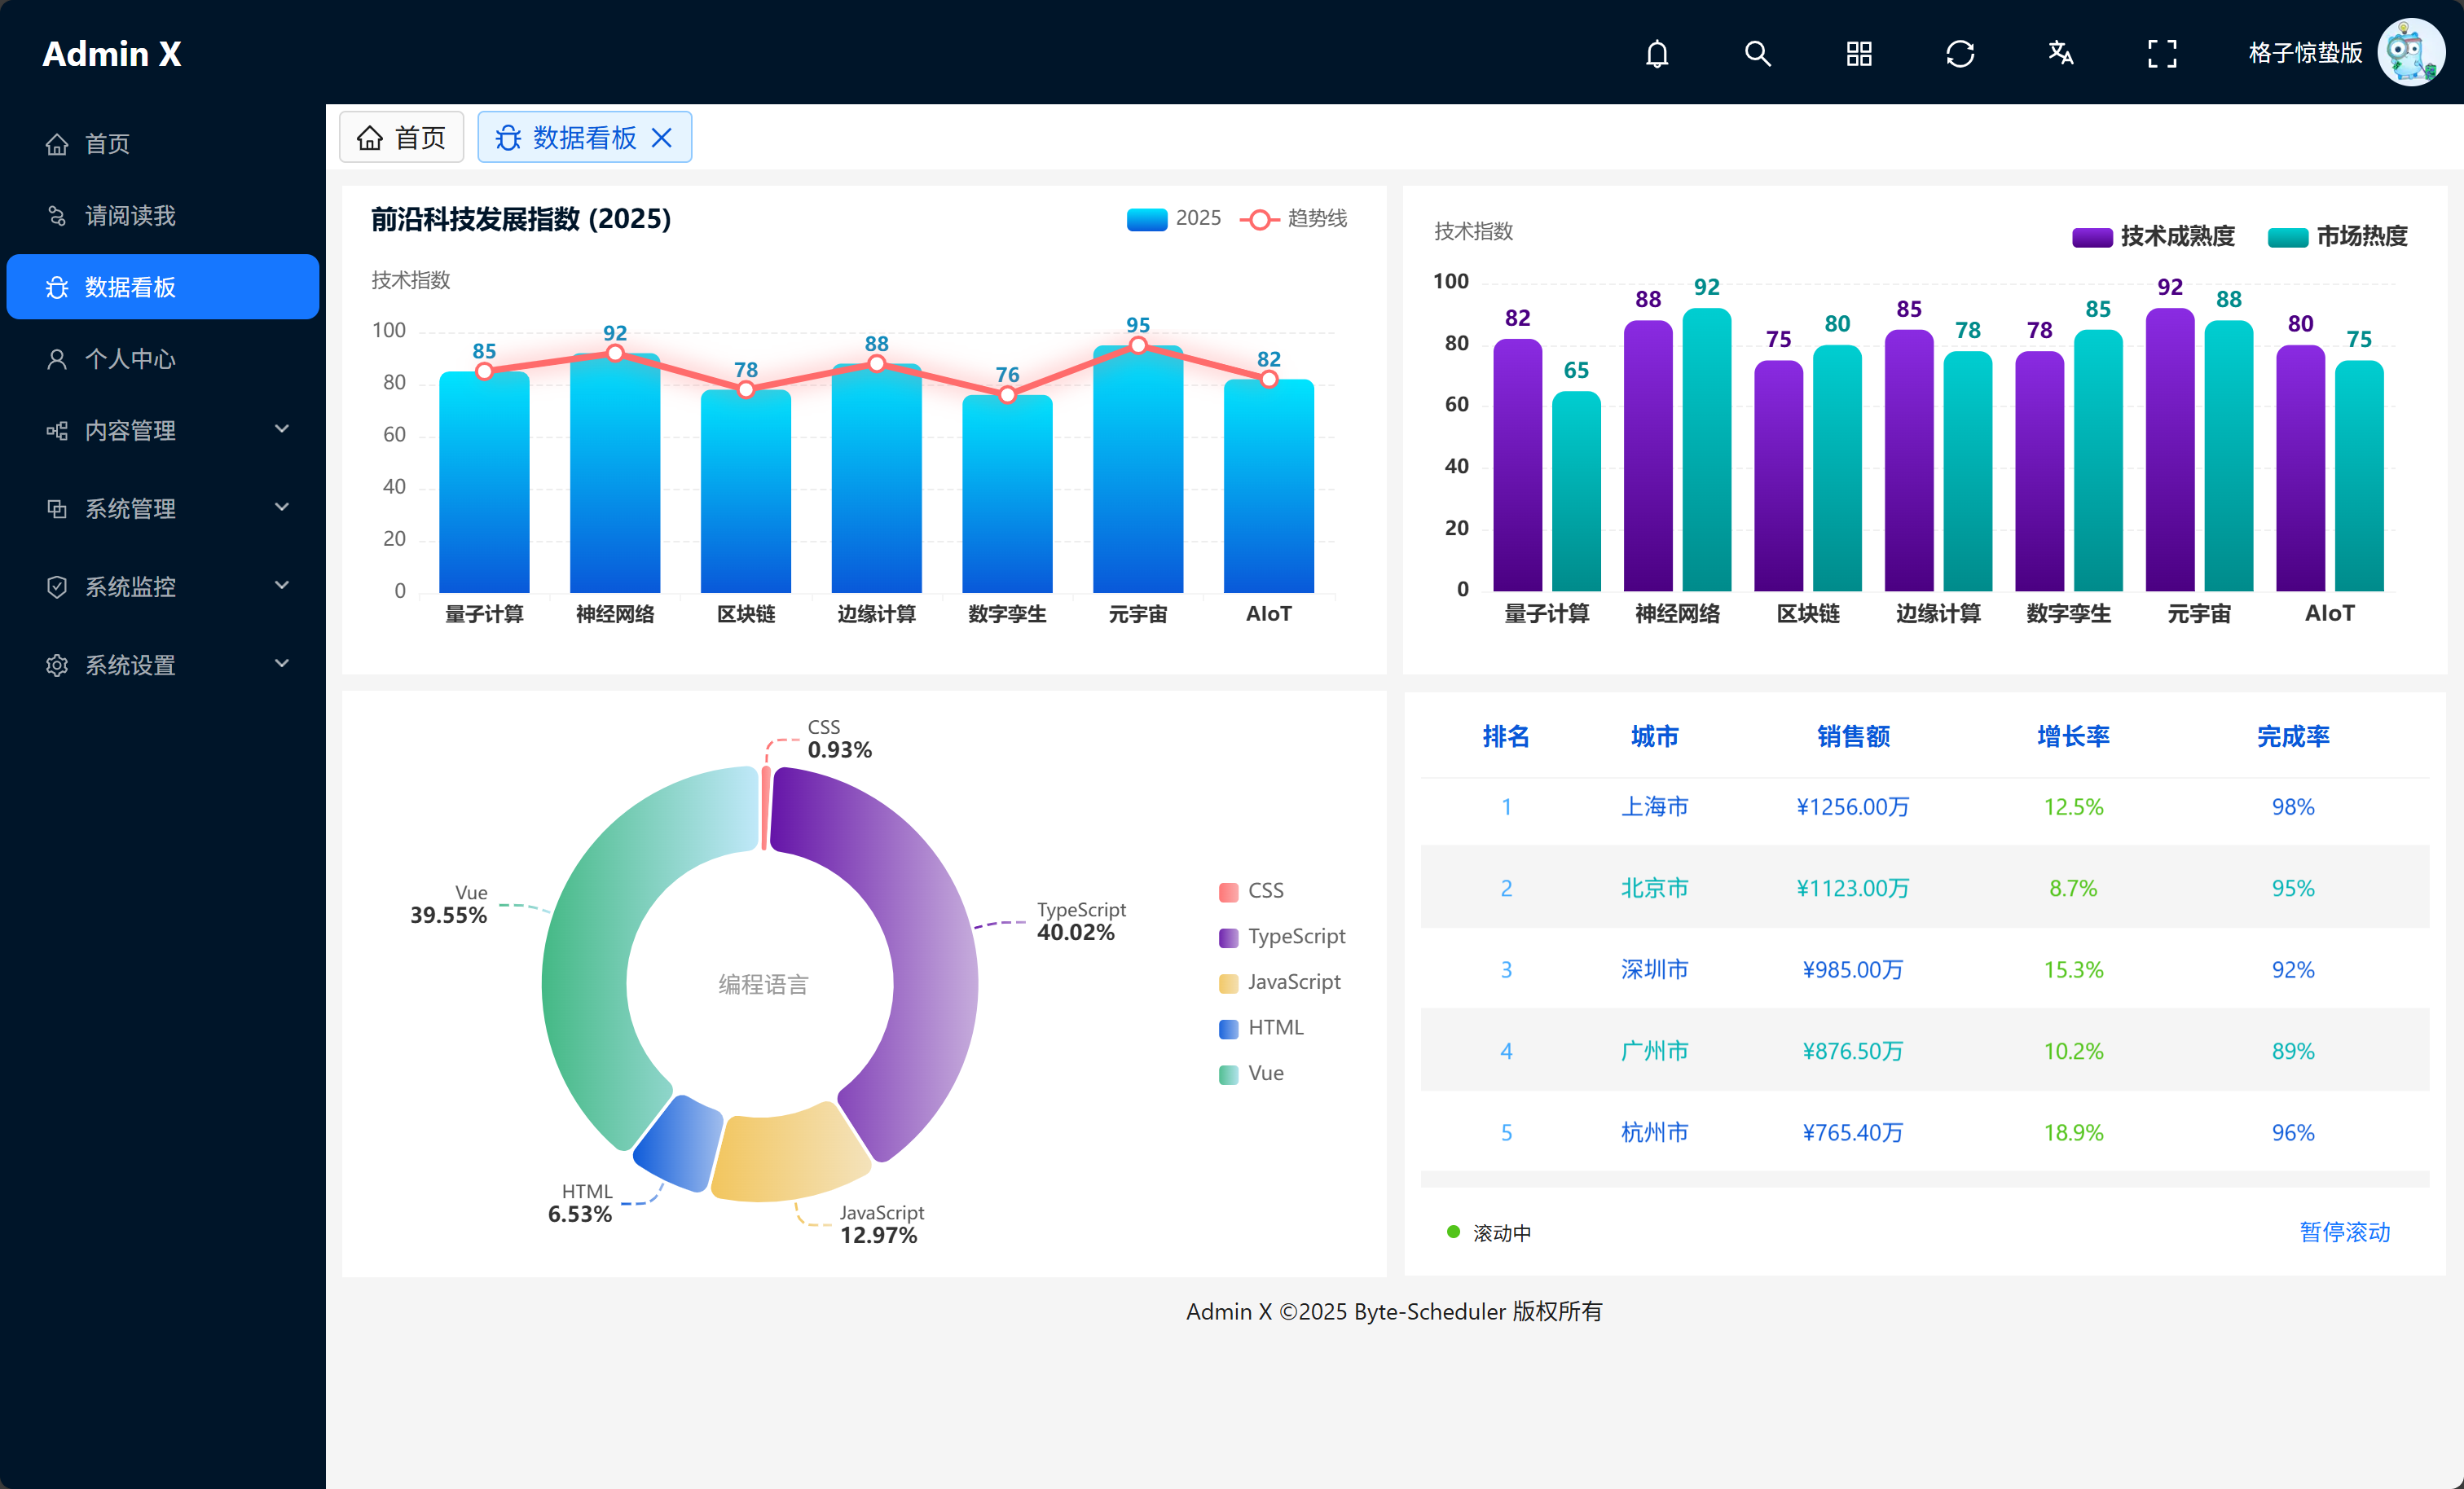 Admin X
格子惊蛰版
首页
请阅读我
数据看板
个人中心
内容管理
系统管理
系统监控
系统设置
首页 数据看板
前沿科技发展指数 (2025)
2025 趋势线
技术指数
100
80
60
40
20
0
85 92 78 88 76 95 82
量子计算 神经网络 区块链 边缘计算 数字孪生 元宇宙 AIoT
技术指数
技术成熟度 市场热度
100
80
60
40
20
0
82 65 88 92 75 80 85 78 78 85 92 88 80 75
量子计算 神经网络 区块链 边缘计算 数字孪生 元宇宙 AIoT
CSS
0.93%
TypeScript
40.02%
JavaScript
12.97%
HTML
6.53%
Vue
39.55%
编程语言
CSS
TypeScript
JavaScript
HTML
Vue
排名 城市 销售额 增长率 完成率
1 上海市 ¥1256.00万 12.5% 98%
2 北京市 ¥1123.00万 8.7% 95%
3 深圳市 ¥985.00万 15.3% 92%
4 广州市 ¥876.50万 10.2% 89%
5 杭州市 ¥765.40万 18.9% 96%
滚动中 暂停滚动
Admin X ©2025 Byte-Scheduler 版权所有